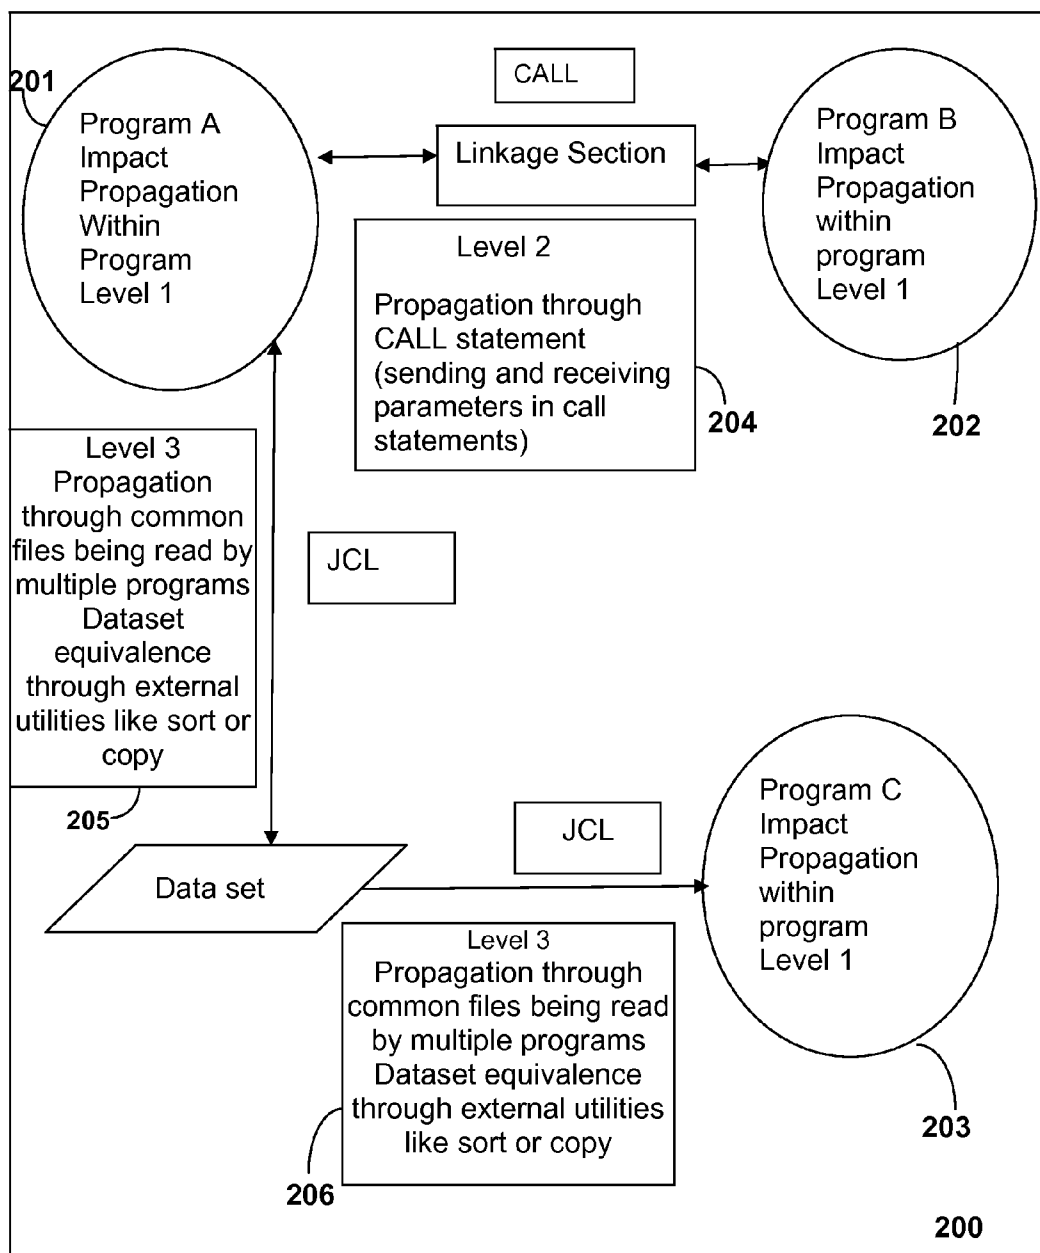 201
Program A
Impact
Propagation
Within
Program
Level 1
CALL
Linkage Section
Program B
Impact
Propagation
within
program
Level 1
Level 2
Propagation through
CALL statement
(sending and receiving
parameters in call
statements)
204
202
Level 3
Propagation
through common
files being read by
multiple programs
Dataset
equivalence
through external
utilities like sort or
copy
205
JCL
Data set
JCL
Program C
Impact
Propagation
within
program
Level 1
203
Level 3
Propagation through
common files being read
by multiple programs
Dataset equivalence
through external utilities
like sort or copy
206
200